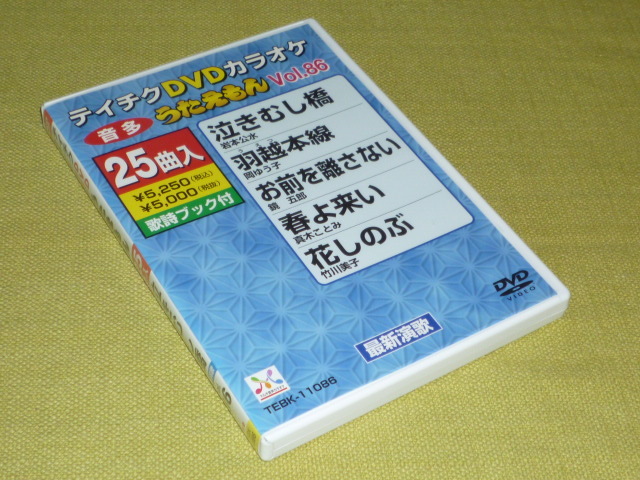 テイチクDVDカラオケ
音多
うたえもん Vol.86
25曲入
¥5,250(税込)
¥5,000(税抜)
歌詩ブック付
泣きむし橋
岩本公水
羽越本線
岡ゆう子
お前を離さない
鏡 五郎
春よ来い
真木ことみ
花しのぶ
竹川美子
最新演歌
DVD
VIDEO
TEBK-11086